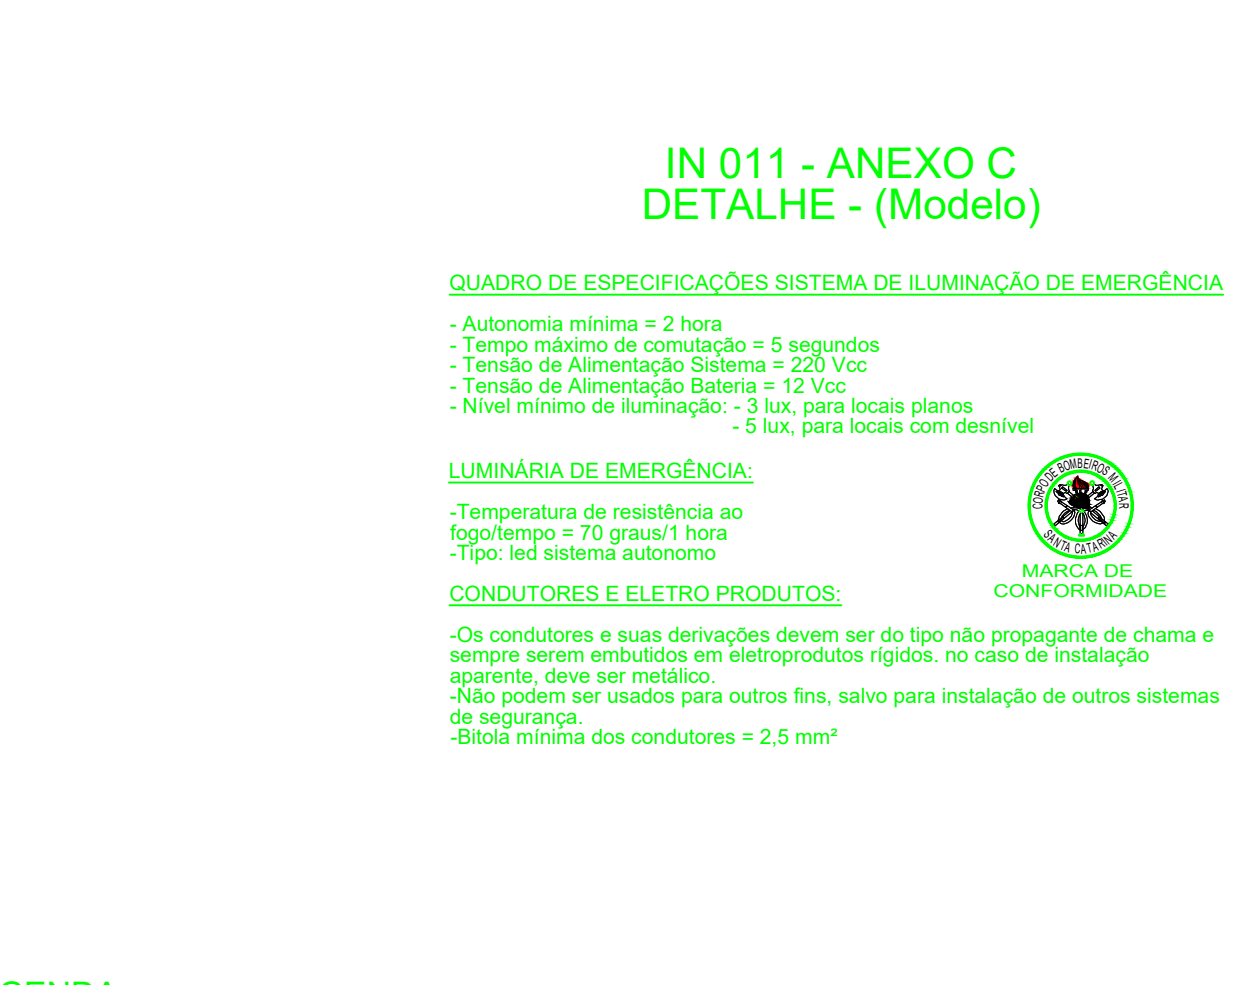 IN 011 - ANEXO C
DETALHE - (Modelo)
QUADRO DE ESPECIFICAÇÕES SISTEMA DE ILUMINAÇÃO DE EMERGÊNCIA
- Autonomia mínima = 2 hora
- Tempo máximo de comutação = 5 segundos
- Tensão de Alimentação Sistema = 220 Vcc
- Tensão de Alimentação Bateria = 12 Vcc
- Nível mínimo de iluminação: - 3 lux, para locais planos
- 5 lux, para locais com desnível
LUMINÁRIA DE EMERGÊNCIA:
-Temperatura de resistência ao
fogo/tempo = 70 graus/1 hora
-Tipo: led sistema autonomo
CORPO DE BOMBEIROS MILITAR
SANTA CATARINA
MARCA DE
CONFORMIDADE
CONDUTORES E ELETRO PRODUTOS:
-Os condutores e suas derivações devem ser do tipo não propagante de chama e
sempre serem embutidos em eletroprodutos rígidos. no caso de instalação
aparente, deve ser metálico.
-Não podem ser usados para outros fins, salvo para instalação de outros sistemas
de segurança.
-Bitola mínima dos condutores = 2,5 mm²